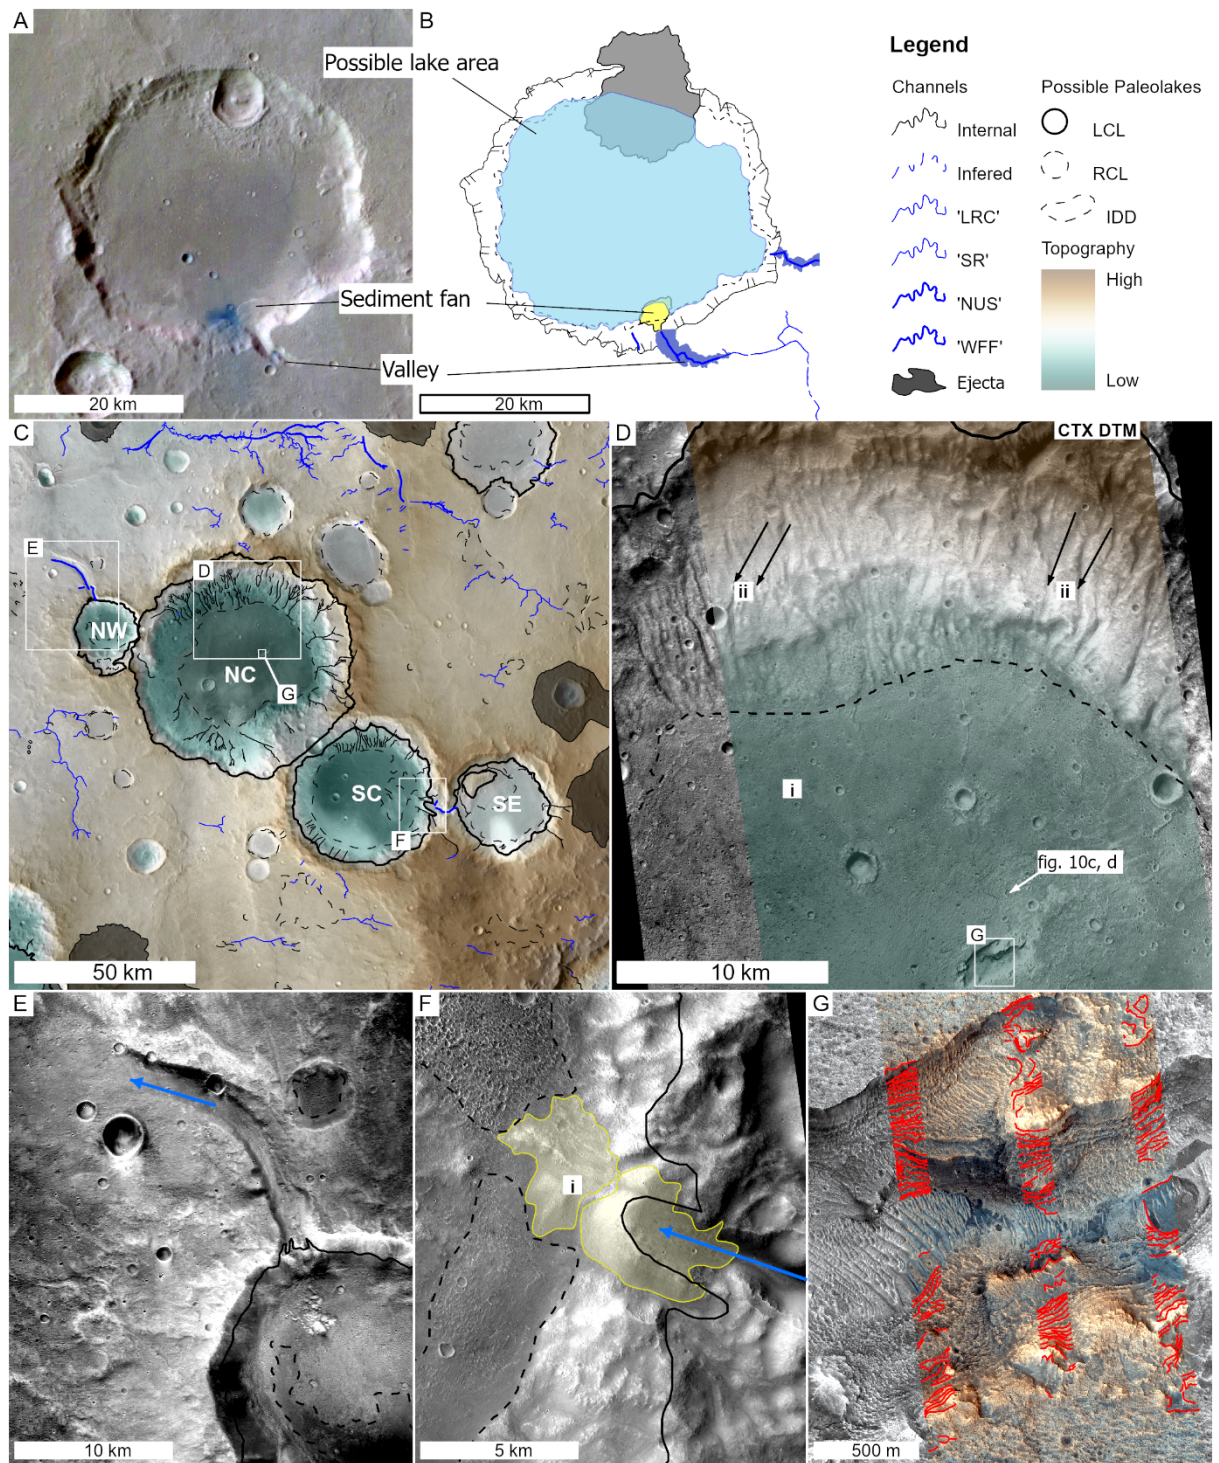 A
B
Possible lake area
Sediment fan
Valley
20 km
20 km
Legend
Channels
Internal
Infered
'LRC'
'SR'
'NUS'
'WFF'
Ejecta
Possible Paleolakes
LCL
RCL
IDD
Topography
High
Low
C
E
D
NW
NC
G
SC
SE
F
50 km
D
CTX DTM
ii
ii
i
fig. 10c, d
G
10 km
E
10 km
F
i
5 km
G
500 m